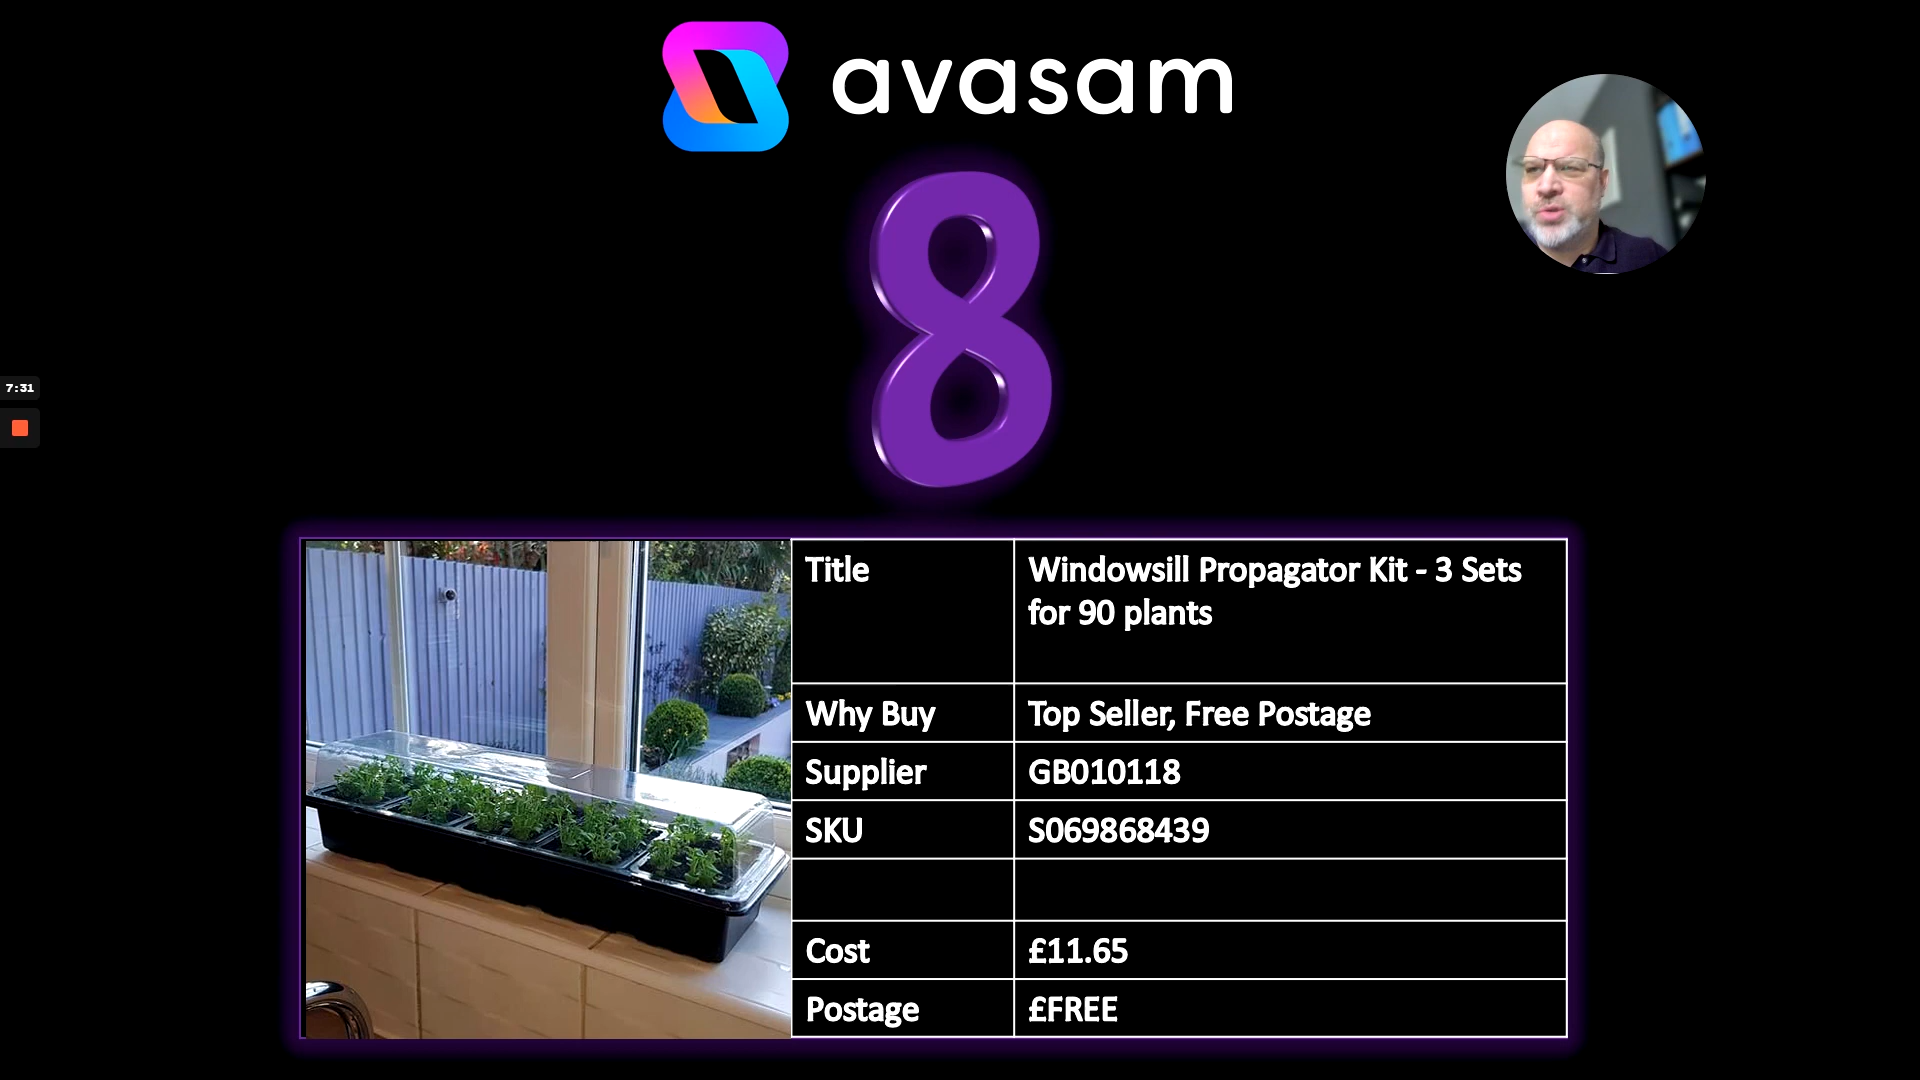 avasam
8
7:31
Title
Windowsill Propagator Kit - 3 Sets
for 90 plants
Why Buy
Top Seller, Free Postage
Supplier
GB010118
SKU
S069868439
Cost
£11.65
Postage
£FREE